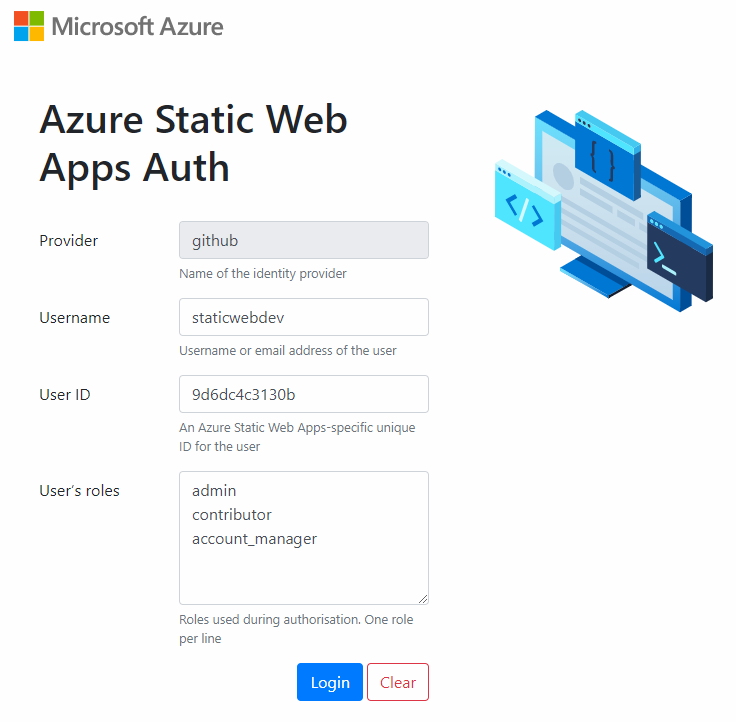 Microsoft Azure
Azure Static Web
Apps Auth
Provider
github
Name of the identity provider
Username
staticwebdev
Username or email address of the user
User ID
9d6dc4c3130b
An Azure Static Web Apps-specific unique
ID for the user
User's roles
admin
contributor
account_manager
Roles used during authorisation. One role
per line
Login
Clear
{ }
</>
>_